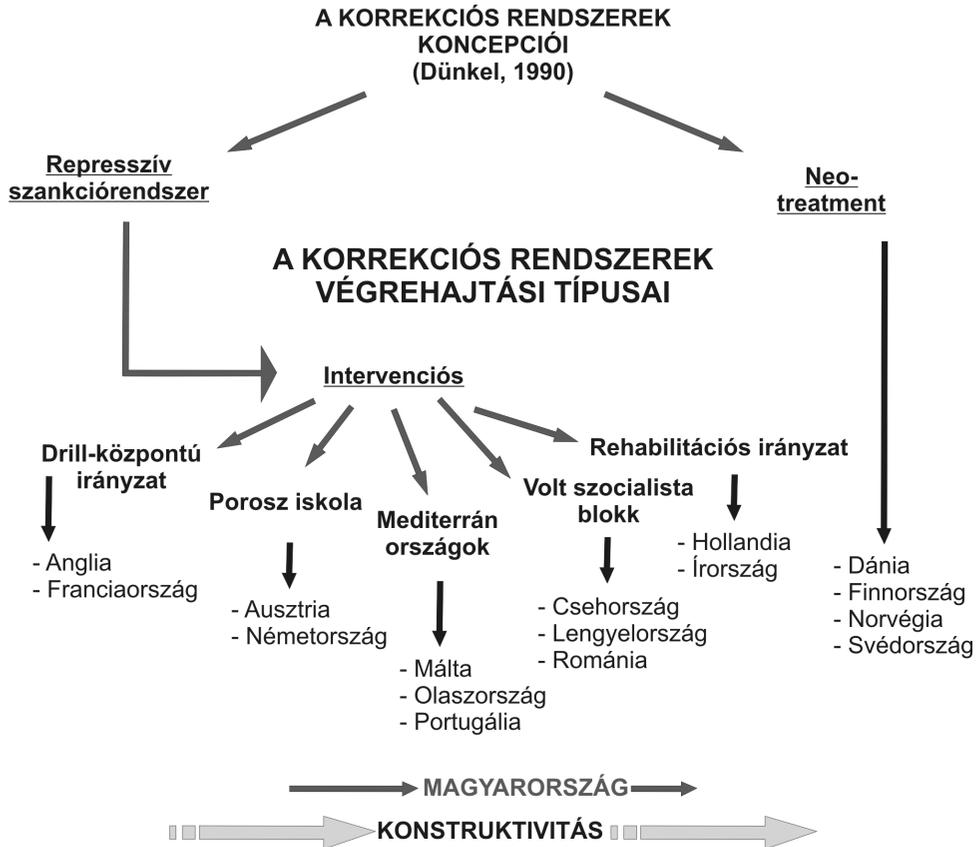 A KORREKCIÓS RENDSZEREK
KONCEPCIÓI
(Dünkel, 1990)
Represszív
szankciórendszer
Neo-
treatment
A KORREKCIÓS RENDSZEREK
VÉGREHAJTÁSI TÍPUSAI
Intervenciós
Drill-központú
irányzat
- Anglia
- Franciaország
Porosz iskola
- Ausztria
- Németország
Mediterrán
országok
- Málta
- Olaszország
- Portugália
Volt szocialista
blokk
- Csehország
- Lengyelország
- Románia
Rehabilitációs irányzat
- Hollandia
- Írország
- Dánia
- Finnország
- Norvégia
- Svédország
MAGYARORSZÁG
KONSTRUKTIVITÁS